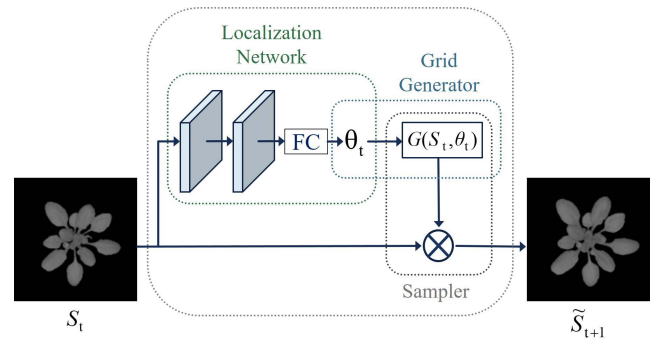 Localization
Network
Grid
Generator
FC
θt
G(St,θt)
Sampler
St
S̃t+1